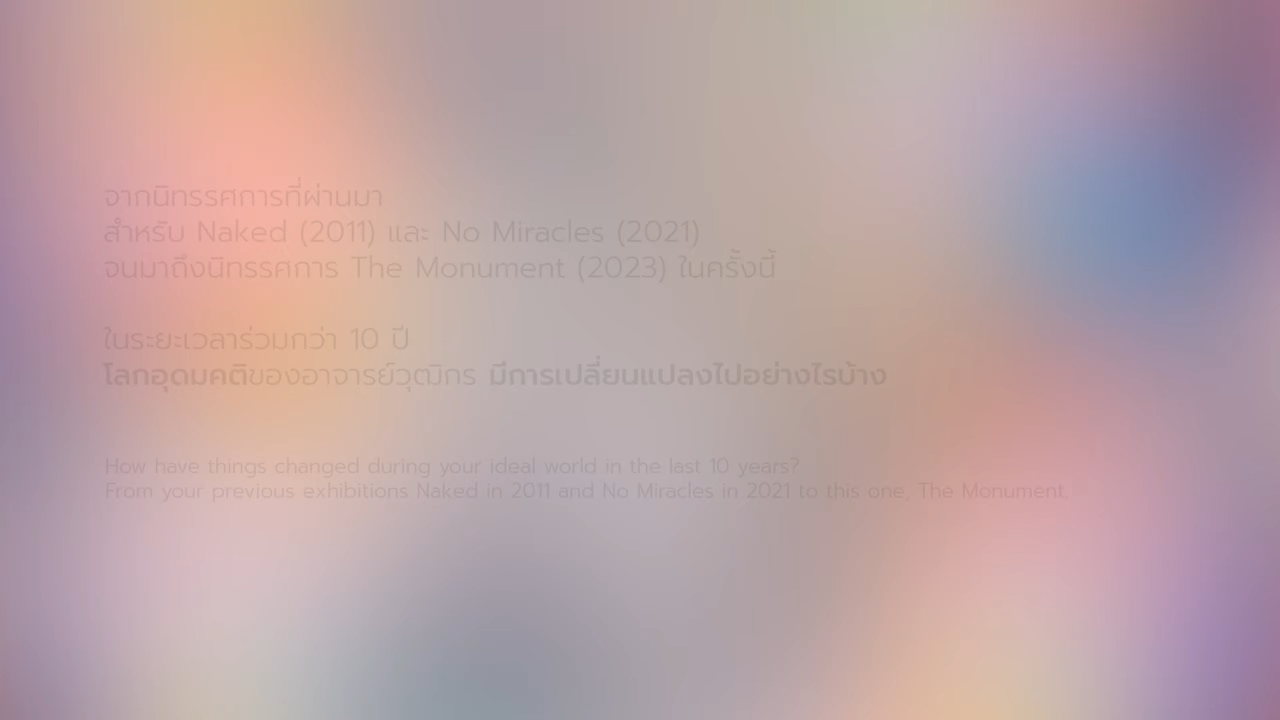 จากนิทรรศการที่ผ่านมา
สำหรับ Naked (2011) และ No Miracles (2021)
จนมาถึงนิทรรศการ The Monument (2023) ในครั้งนี้
ในระยะเวลาร่วมกว่า 10 ปี
โลกอุดมคติของอาจารย์วุฒิกร มีการเปลี่ยนแปลงไปอย่างไรบ้าง
How have things changed during your ideal world in the last 10 years?
From your previous exhibitions Naked in 2011 and No Miracles in 2021 to this one, The Monument.